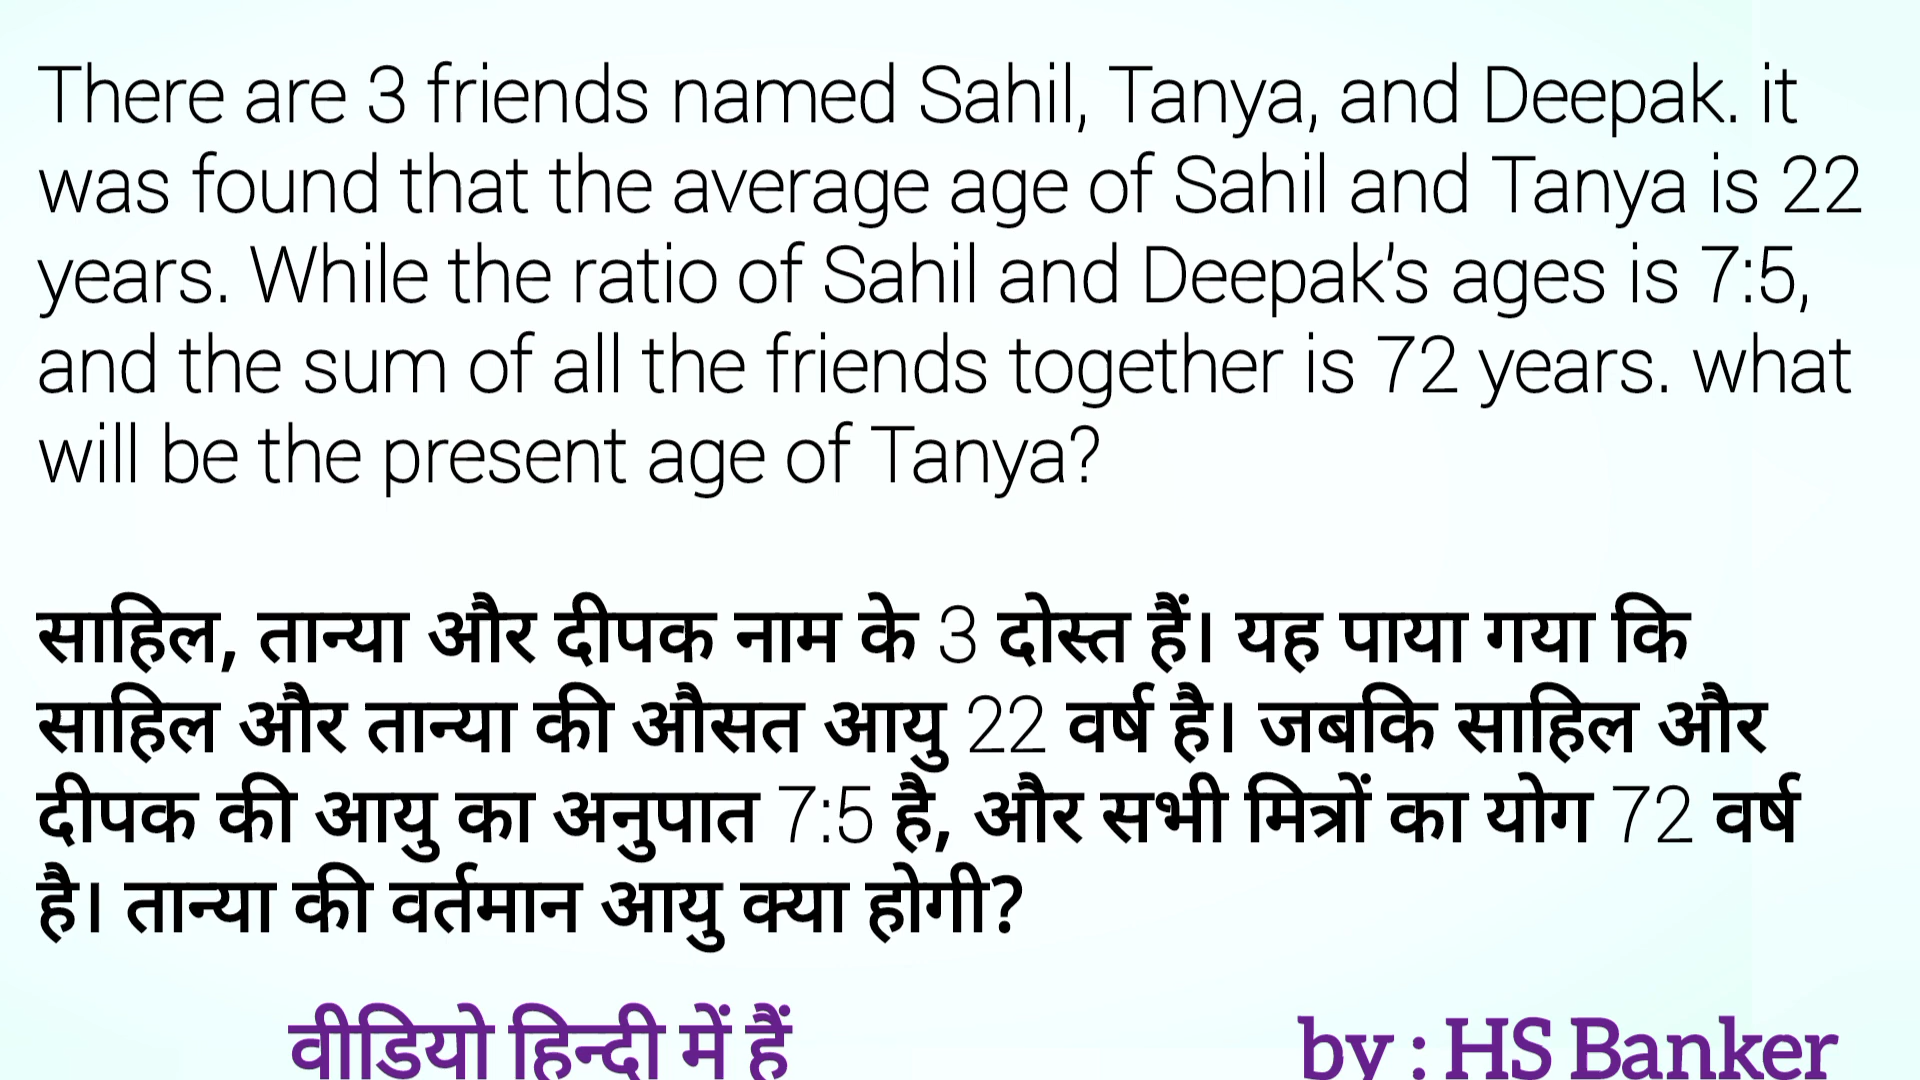 There are 3 friends named Sahil, Tanya, and Deepak. it
was found that the average age of Sahil and Tanya is 22
years. While the ratio of Sahil and Deepak’s ages is 7:5,
and the sum of all the friends together is 72 years. what
will be the present age of Tanya?
साहिल, तान्या और दीपक नाम के 3 दोस्त हैं। यह पाया गया कि
साहिल और तान्या की औसत आयु 22 वर्ष है। जबकि साहिल और
दीपक की आयु का अनुपात 7:5 है, और सभी मित्रों का योग 72 वर्ष
है। तान्या की वर्तमान आयु क्या होगी?
वीडियो हिन्दी में हैं by : HS Banker